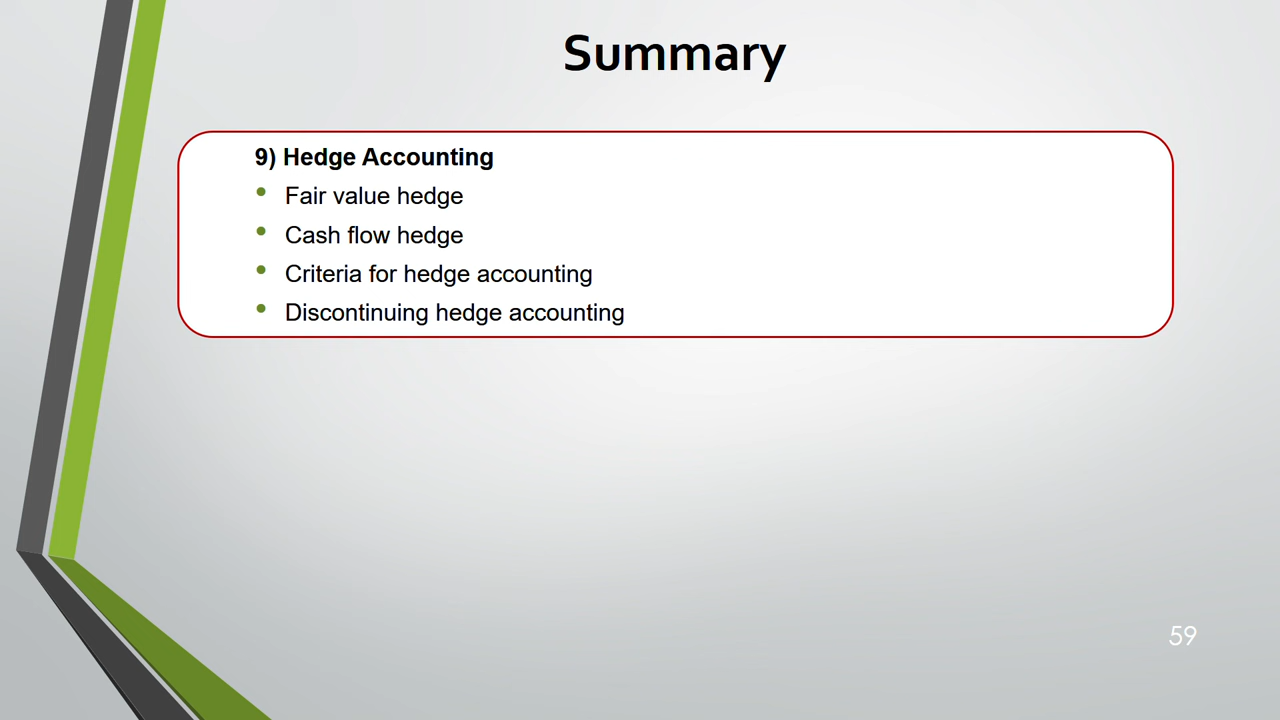 Summary
9) Hedge Accounting
• Fair value hedge
• Cash flow hedge
• Criteria for hedge accounting
• Discontinuing hedge accounting
59